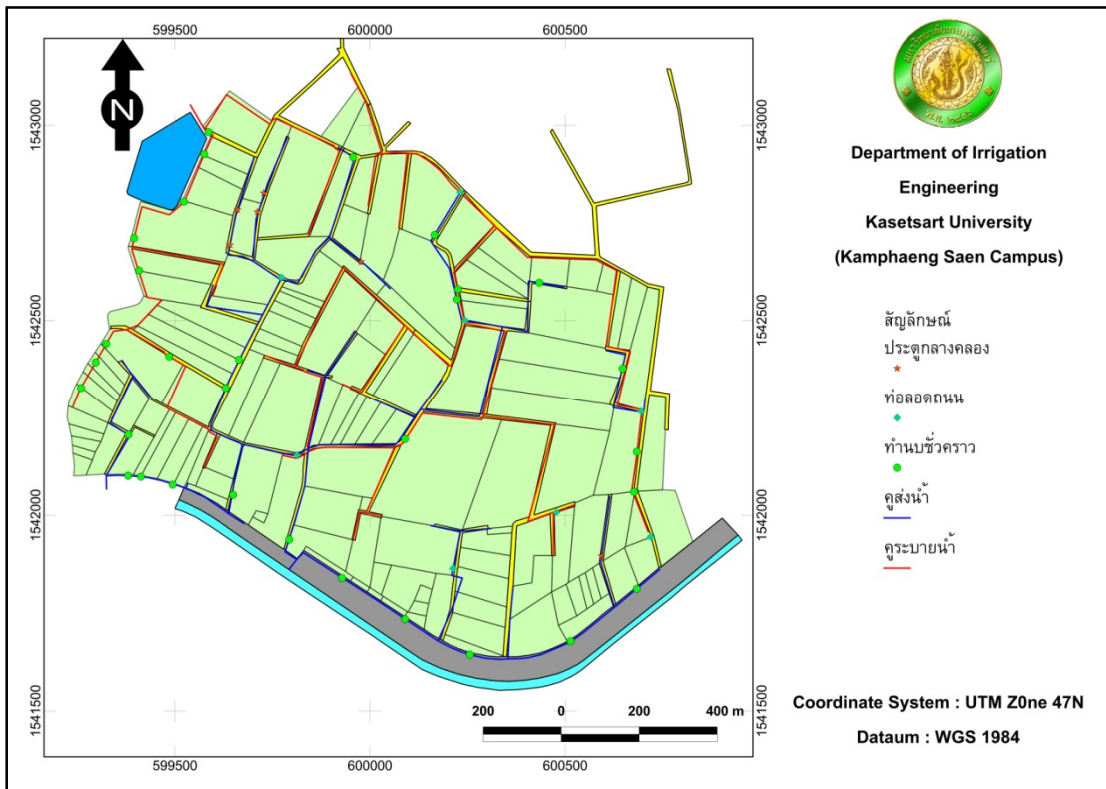 599500 600000 600500
N
1543000 1543000
1542500 1542500
1542000 1542000
1541500 1541500
599500 600000 600500
200 0 200 400 m
Department of Irrigation
Engineering
Kasetsart University
(Kamphaeng Saen Campus)
สัญลักษณ์
ประตูกลางคลอง
ท่อลอดถนน
ทำนบชั่วคราว
คูส่งน้ำ
คูระบายน้ำ
Coordinate System : UTM Z0ne 47N
Dataum : WGS 1984